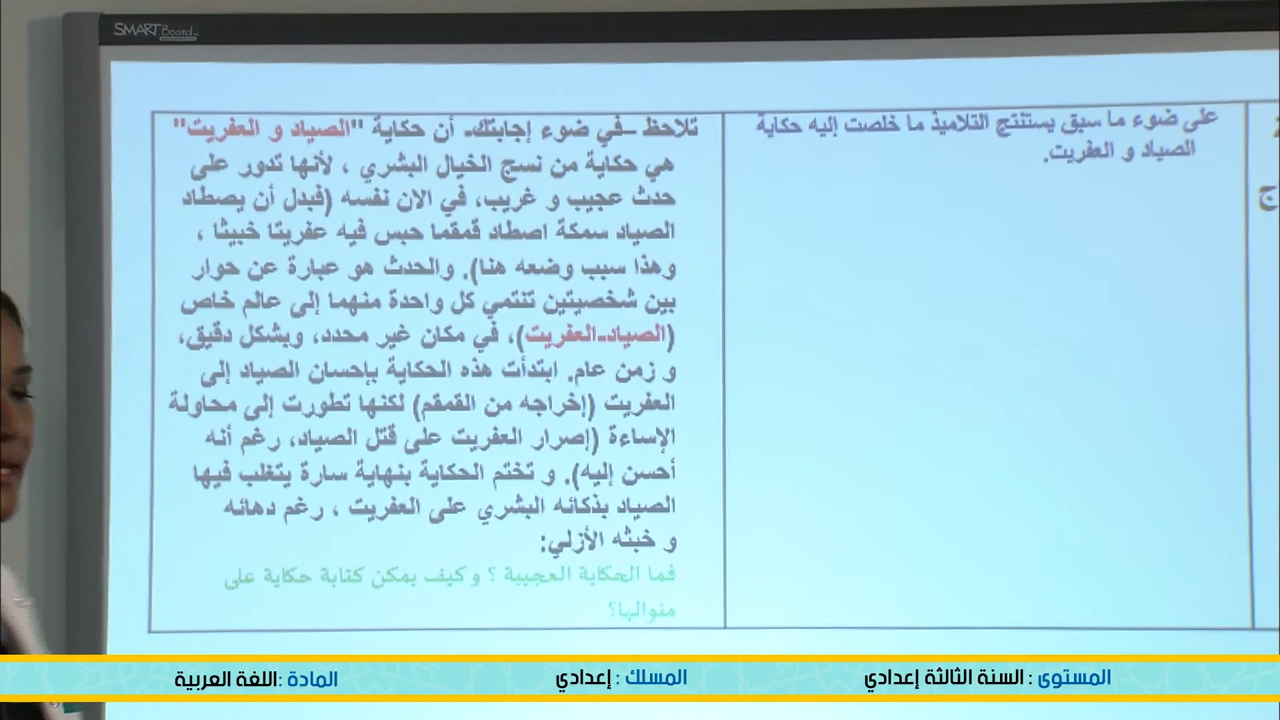 SMART Board
على ضوء ما سبق يستنتج التلاميذ ما خلصت إليه حكاية
الصياد و العفريت.
ج
تلاحظ –في ضوء إجابتك- أن حكاية "الصياد و العفريت"
هي حكاية من نسج الخيال البشري ، لأنها تدور على
حدث عجيب و غريب، في الان نفسه (فبدل أن يصطاد
الصياد سمكة اصطاد قمقما حبس فيه عفريتا خبيثا ،
وهذا سبب وضعه هنا). والحدث هو عبارة عن حوار
بين شخصيتين تنتمي كل واحدة منهما إلى عالم خاص
(الصياد-العفريت)، في مكان غير محدد، وبشكل دقيق،
و زمن عام. ابتدأت هذه الحكاية بإحسان الصياد إلى
العفريت (إخراجه من القمقم) لكنها تطورت إلى محاولة
الإساءة (إصرار العفريت على قتل الصياد، رغم أنه
أحسن إليه). و تختم الحكاية بنهاية سارة يتغلب فيها
الصياد بذكائه البشري على العفريت ، رغم دهائه
و خبثه الأزلي:
فما الحكاية العجيبة ؟ وكيف يمكن كتابة حكاية على
منوالها؟
المستوى : السنة الثالثة إعدادي
المسلك : إعدادي
المادة :اللغة العربية